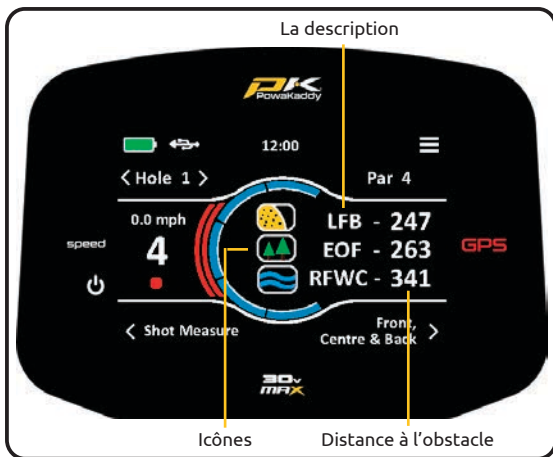 La description
PK
PowaKaddy
12:00
< Hole 1 >
Par 4
0.0 mph
speed
4
LFB - 247
EOF - 263
RFWC - 341
GPS
< Shot Measure
Front,
Centre & Back >
30v
MAX
Icônes
Distance à l'obstacle